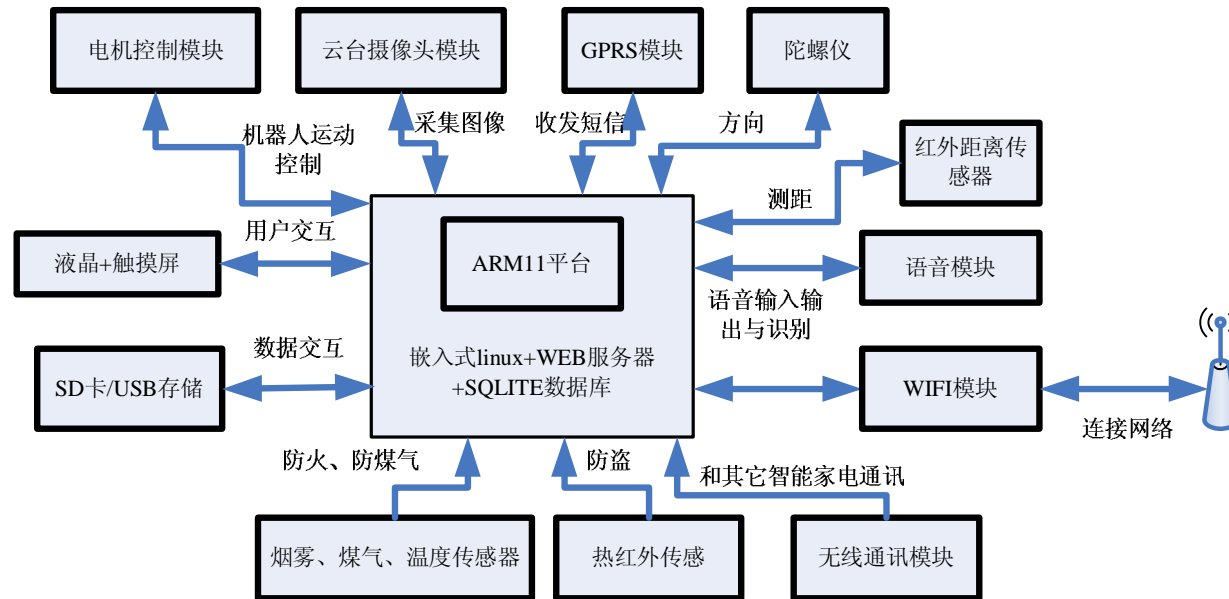 电机控制模块
云台摄像头模块
GPRS模块
陀螺仪
机器人运动
控制
采集图像
收发短信
方向
红外距离传
感器
测距
用户交互
液晶+触摸屏
ARM11平台
语音模块
语音输入输
出与识别
数据交互
嵌入式linux+WEB服务器
+SQLITE数据库
SD卡/USB存储
WIFI模块
连接网络
防火、防煤气
防盗
和其它智能家电通讯
烟雾、煤气、温度传感器
热红外传感
无线通讯模块